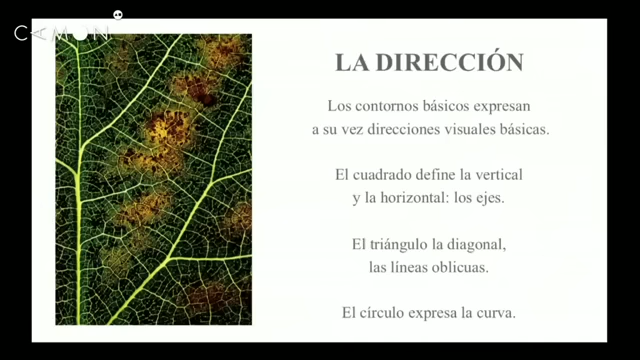 CAMON
LA DIRECCIÓN
Los contornos básicos expresan
a su vez direcciones visuales básicas.
El cuadrado define la vertical
y la horizontal: los ejes.
El triángulo la diagonal,
las líneas oblicuas.
El círculo expresa la curva.